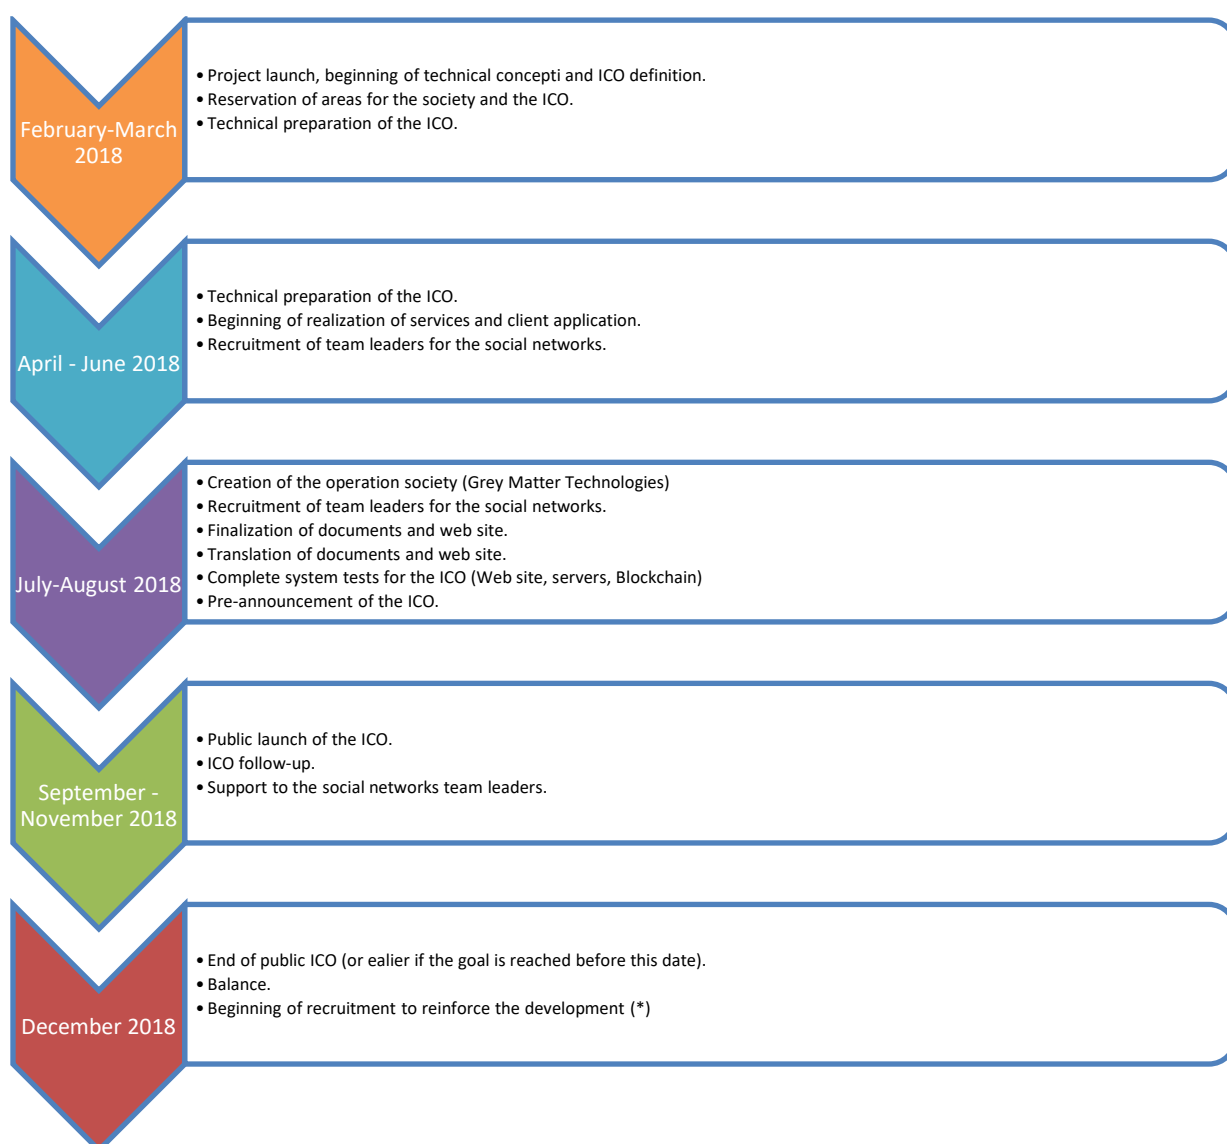 February-March
2018
• Project launch, beginning of technical concepti and ICO definition.
• Reservation of areas for the society and the ICO.
• Technical preparation of the ICO.
April - June 2018
• Technical preparation of the ICO.
• Beginning of realization of services and client application.
• Recruitment of team leaders for the social networks.
July-August 2018
• Creation of the operation society (Grey Matter Technologies)
• Recruitment of team leaders for the social networks.
• Finalization of documents and web site.
• Translation of documents and web site.
• Complete system tests for the ICO (Web site, servers, Blockchain)
• Pre-announcement of the ICO.
September -
November 2018
• Public launch of the ICO.
• ICO follow-up.
• Support to the social networks team leaders.
December 2018
• End of public ICO (or ealier if the goal is reached before this date).
• Balance.
• Beginning of recruitment to reinforce the development (*)